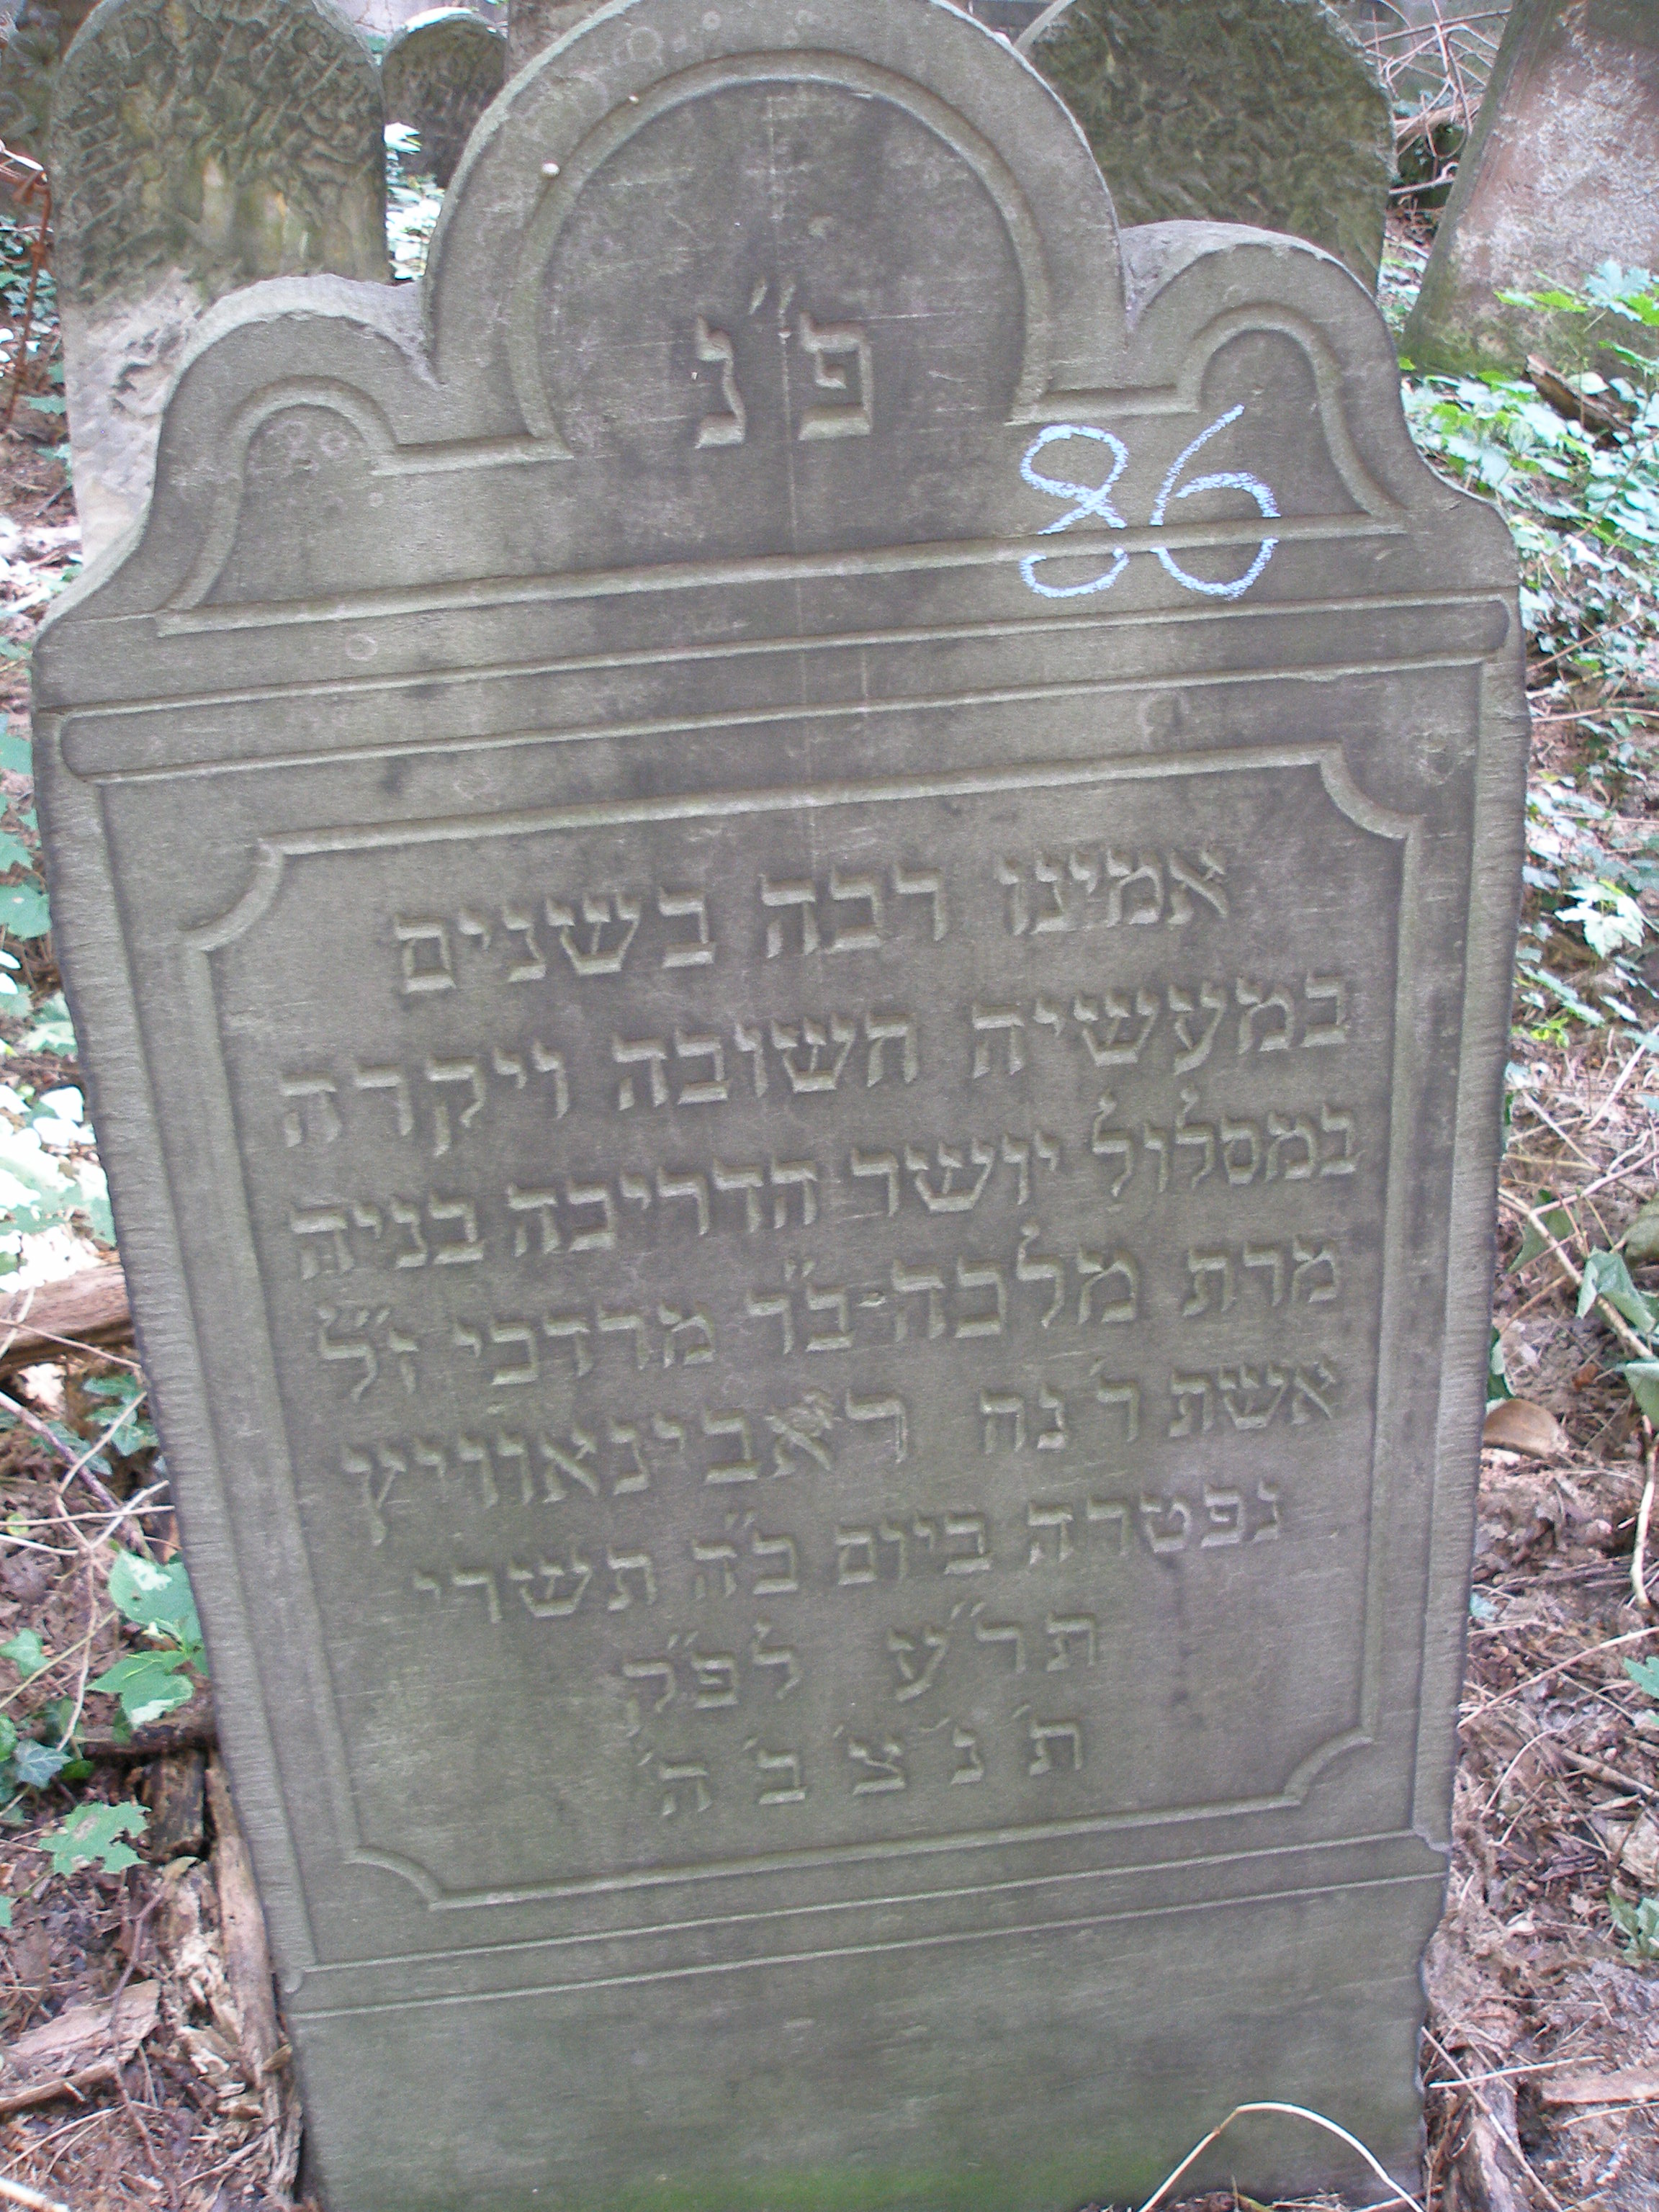 פ״נ
86
אמינו רבה בשנים
במעשיה חשובה ויקרה
במסלול יושר הדריכה בניה
מרת מלכה ב״ר מרדכי ז״ל
אשת ר׳ נח ראבינאוויץ
נפטרה ביום כ״ה תשרי
תר״ע לפ״ק
ת׳נ׳צ׳ב׳ה׳